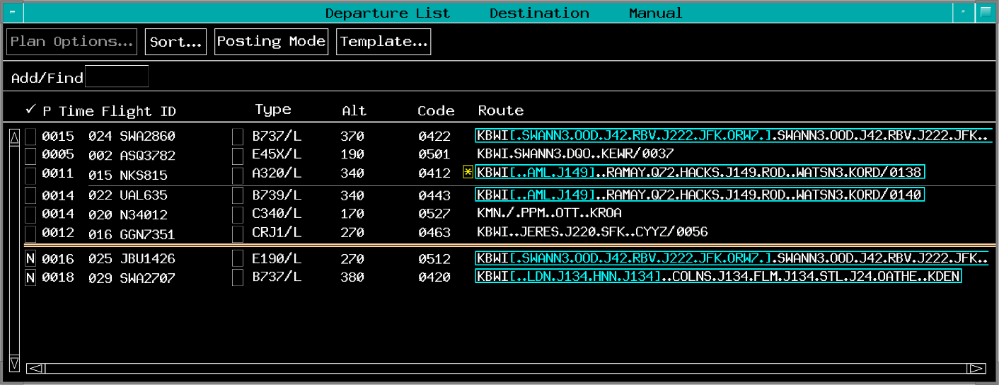 Departure List Destination Manual
Plan Options... Sort... Posting Mode Template...
Add/Find
✓ P Time Flight ID Type Alt Code Route
0015 024 SWA2860 B737/L 370 0422 KBWI[.SWANN3.OOD.J42.RBV.J222.JFK.ORW7.].SWANN3.OOD.J42.RBV.J222.JFK..
0005 002 ASQ3782 E45X/L 190 0501 KBWI.SWANN3.DQO..KEWR/0037
0011 015 NKS815 A320/L 340 0412 * KBWI[..AML.J149]..RAMAY.Q72.HACKS.J149.ROD..WATSN3.KORD/0138
0014 022 UAL635 B739/L 340 0443 KBWI[..AML.J149]..RAMAY.Q72.HACKS.J149.ROD..WATSN3.KORD/0140
0014 020 N34012 C340/L 170 0527 KMN./.PPM..OTT..KROA
0012 016 GGN7351 CRJ1/L 270 0463 KBWI..JERES.J220.SFK..CYYZ/0056
N 0016 025 JBU1426 E190/L 270 0512 KBWI[.SWANN3.OOD.J42.RBV.J222.JFK.ORW7.].SWANN3.OOD.J42.RBV.J222.JFK..
N 0018 029 SWA2707 B737/L 380 0420 KBWI[..LDN.J134.HNN.J134]..COLNS.J134.FLM.J134.STL.J24.OATHE..KDEN